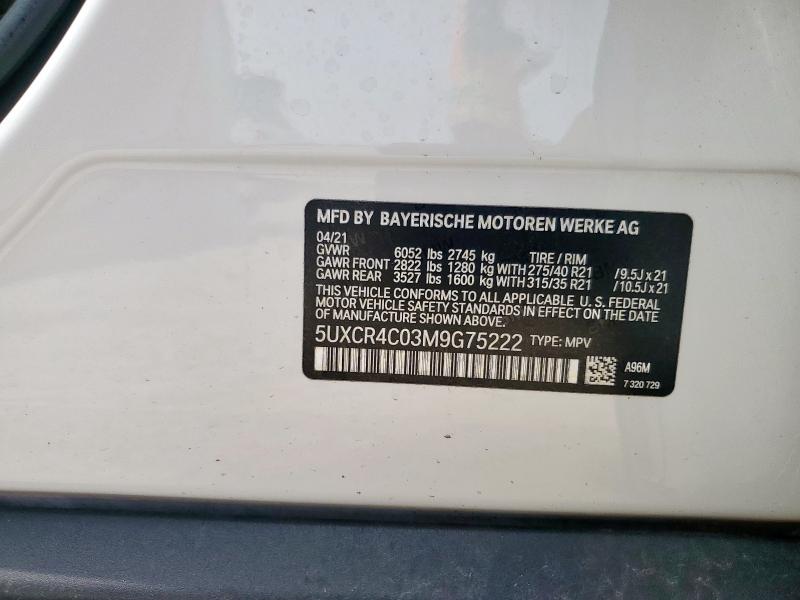 MFD BY BAYERISCHE MOTOREN WERKE AG
04/21
GVWR 6052 lbs 2745 kg TIRE / RIM
GAWR FRONT 2822 lbs 1280 kg WITH 275/40 R21 /9.5J x 21
GAWR REAR 3527 lbs 1600 kg WITH 315/35 R21 /10.5J x 21
THIS VEHICLE CONFORMS TO ALL APPLICABLE U. S. FEDERAL
MOTOR VEHICLE SAFETY STANDARDS IN EFFECT ON THE DATE
OF MANUFACTURE SHOWN ABOVE.
5UXCR4C03M9G75222 TYPE: MPV
A96M
7 320 729